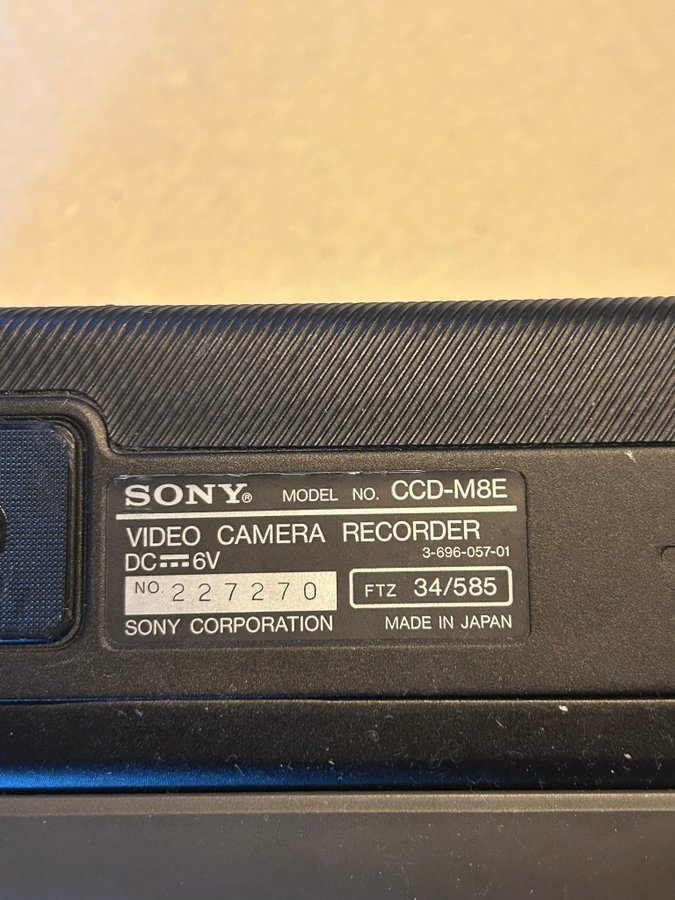 SONY® MODEL NO. CCD-M8E
VIDEO CAMERA RECORDER
3-696-057-01
DC⎓6V
NO. 227270 FTZ 34/585
SONY CORPORATION MADE IN JAPAN